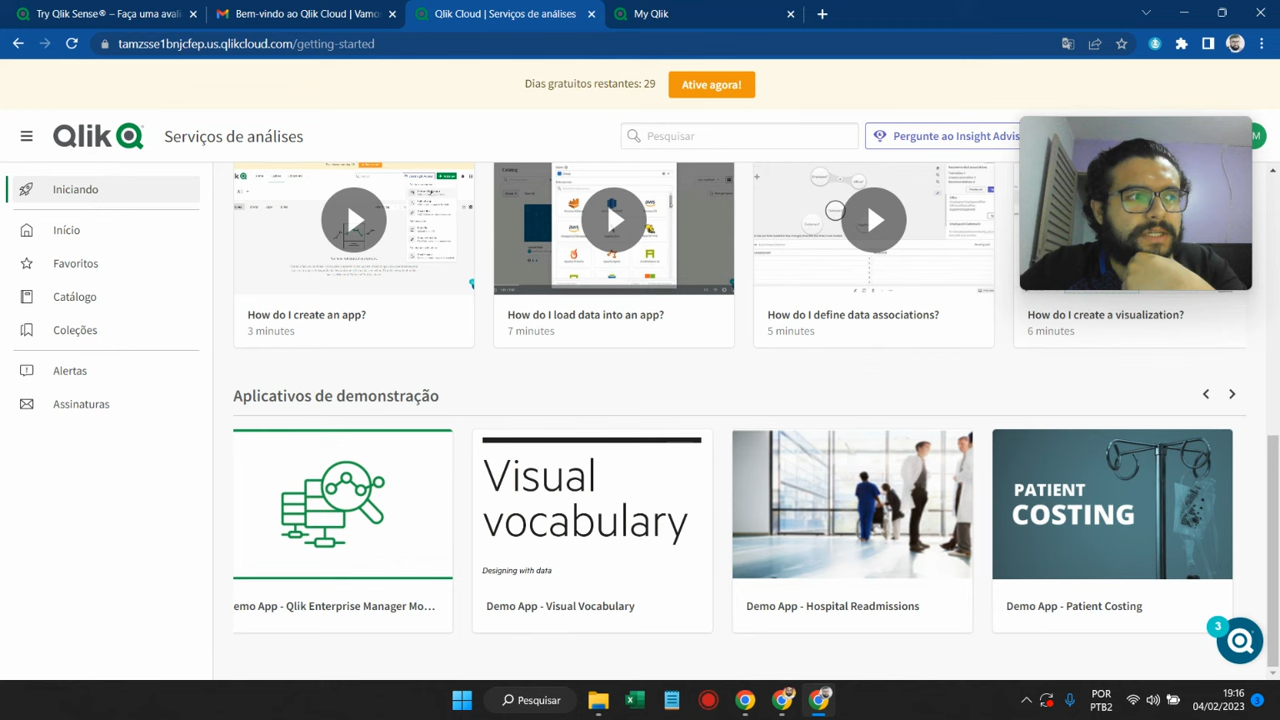 Try Qlik Sense® – Faça uma avali
Bem-vindo ao Qlik Cloud | Vamo
Qlik Cloud | Serviços de análises
My Qlik
tamzsse1bnjcfep.us.qlikcloud.com/getting-started
Dias gratuitos restantes: 29
Ative agora!
Qlik
Serviços de análises
Pesquisar
Pergunte ao Insight Advis
M
Iniciando
Início
Favoritos
Catálogo
Coleções
Alertas
Assinaturas
How do I create an app?
3 minutes
How do I load data into an app?
7 minutes
How do I define data associations?
5 minutes
How do I create a visualization?
6 minutes
Aplicativos de demonstração
Visual
vocabulary
Designing with data
PATIENT
COSTING
emo App - Qlik Enterprise Manager Mo...
Demo App - Visual Vocabulary
Demo App - Hospital Readmissions
Demo App - Patient Costing
3
Pesquisar
POR
PTB2
19:16
04/02/2023
3